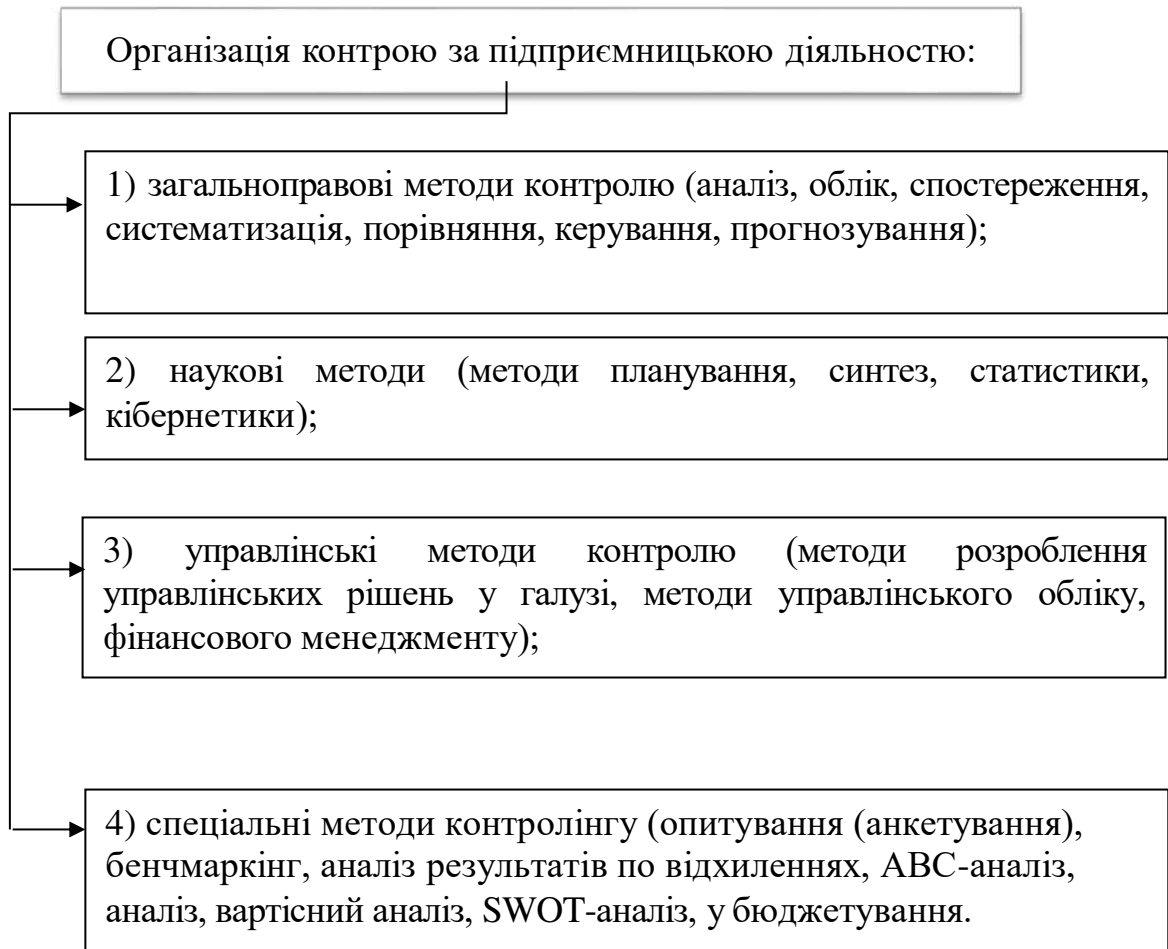 Організація контрою за підприємницькою діяльностю:
1) загальноправові методи контролю (аналіз, облік, спостереження,
систематизація, порівняння, керування, прогнозування);
2) наукові методи (методи планування, синтез, статистики,
кібернетики);
3) управлінські методи контролю (методи розроблення
управлінських рішень у галузі, методи управлінського обліку,
фінансового менеджменту);
4) спеціальні методи контролінгу (опитування (анкетування),
бенчмаркінг, аналіз результатів по відхиленнях, АВС-аналіз,
аналіз, вартісний аналіз, SWOT-аналіз, у бюджетування.